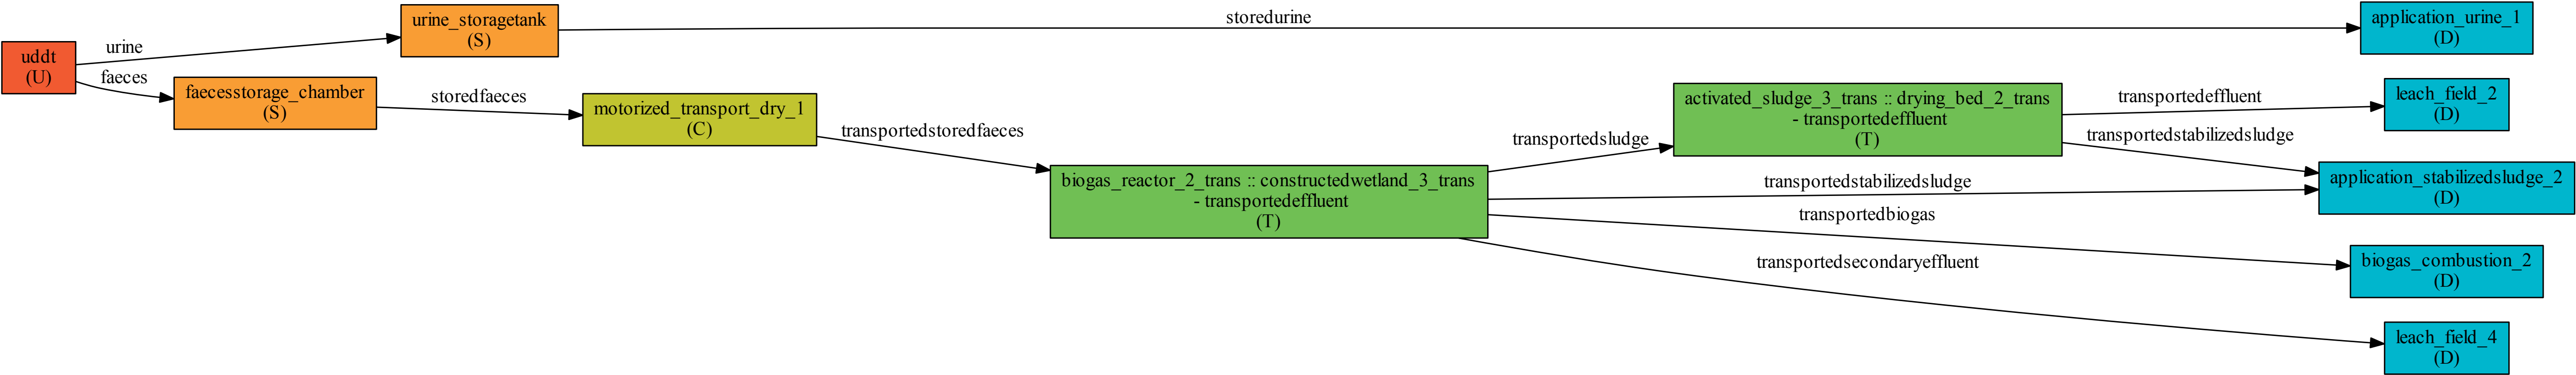 uddt
(U)
urine
faeces
urine_storagetank
(S)
faecesstorage_chamber
(S)
storedurine
storedfaeces
motorized_transport_dry_1
(C)
transportedstoredfaeces
biogas_reactor_2_trans :: constructedwetland_3_trans
- transportedeffluent
(T)
transportedsludge
transportedstabilizedsludge
transportedbiogas
transportedsecondaryeffluent
activated_sludge_3_trans :: drying_bed_2_trans
- transportedeffluent
(T)
transportedeffluent
transportedstabilizedsludge
application_urine_1
(D)
leach_field_2
(D)
application_stabilizedsludge_2
(D)
biogas_combustion_2
(D)
leach_field_4
(D)